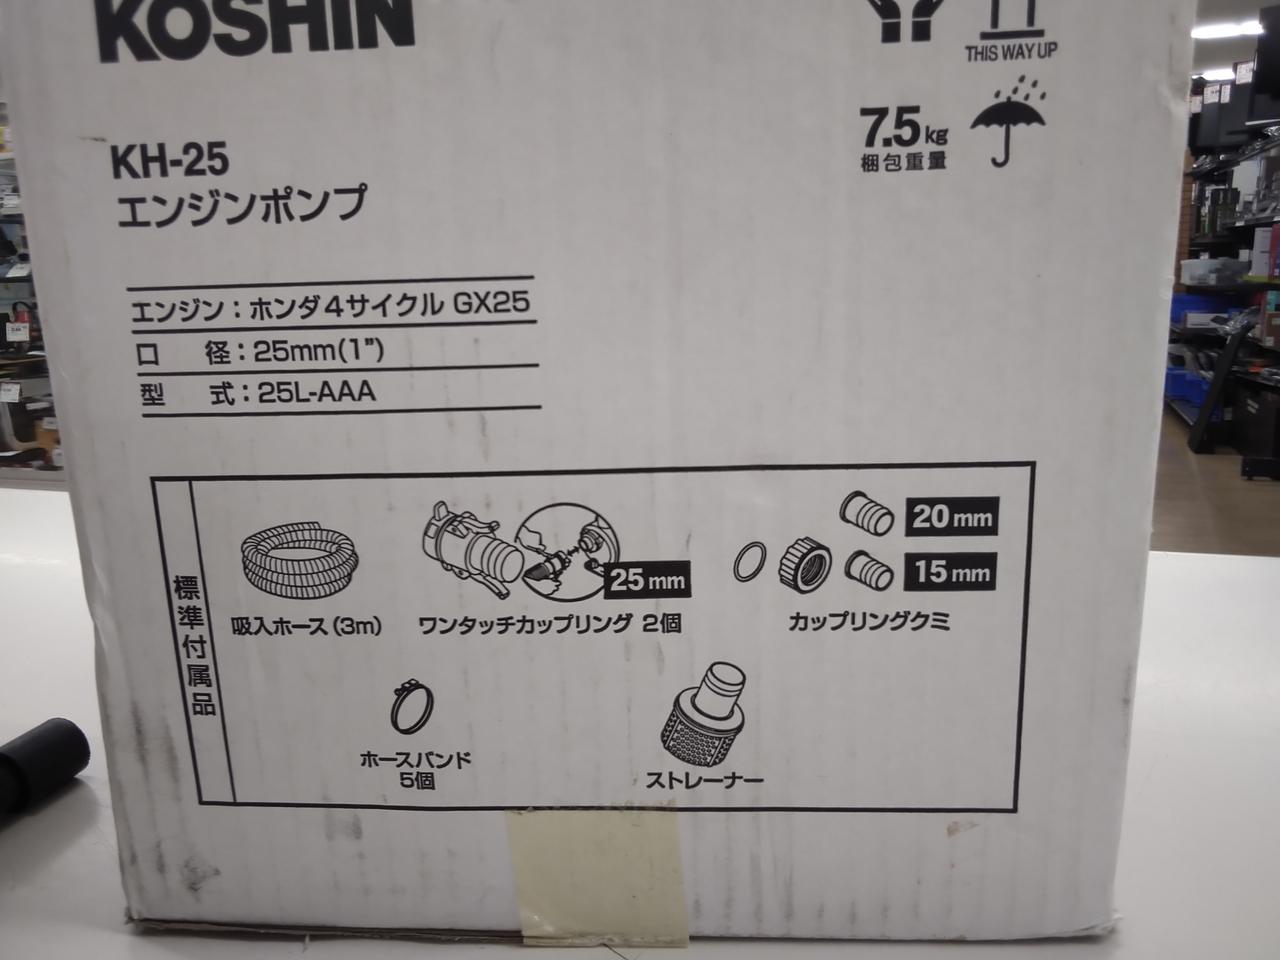 KOSHIN
THIS WAY UP
7.5kg
梱包重量
KH-25
エンジンポンプ
エンジン：ホンダ4サイクル GX25
口 径：25mm(1")
型 式：25L-AAA
標準付属品
吸入ホース(3m)
25mm
ワンタッチカップリング 2個
20mm
15mm
カップリングクミ
ホースバンド
5個
ストレーナー